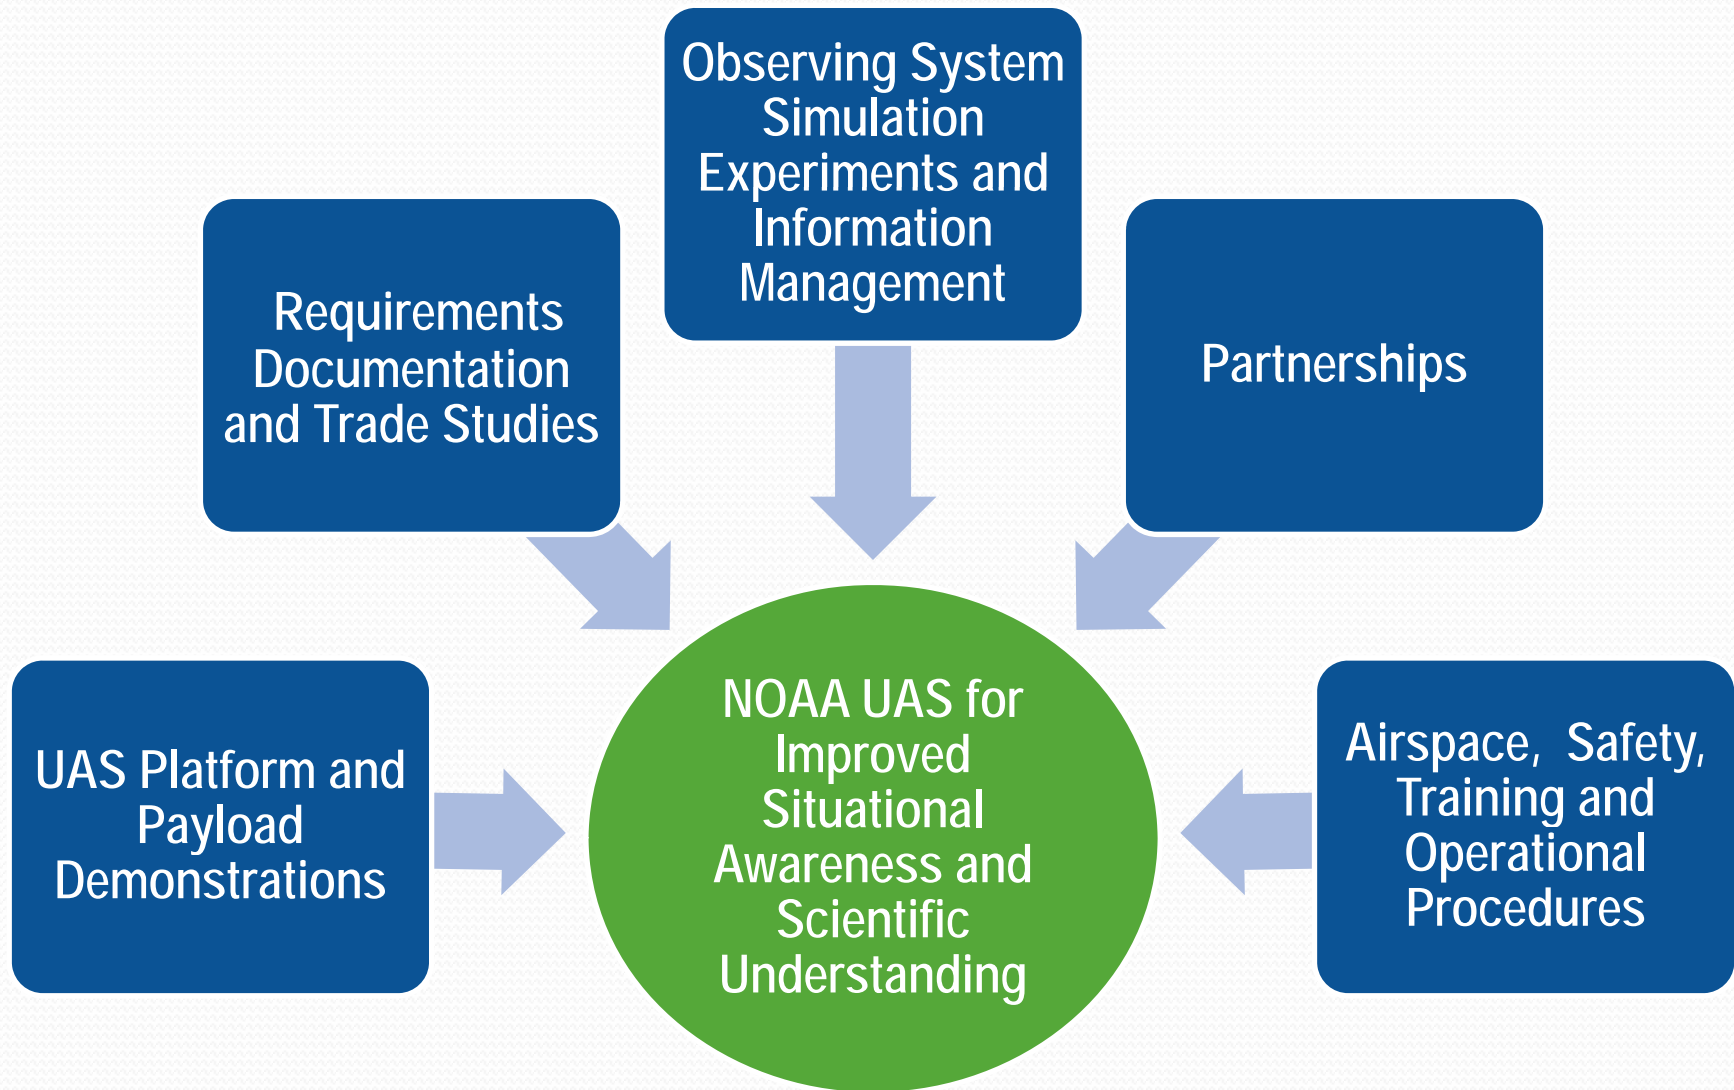 Observing System
Simulation
Experiments and
Information
Management
Requirements
Documentation
and Trade Studies
Partnerships
UAS Platform and
Payload
Demonstrations
NOAA UAS for
Improved
Situational
Awareness and
Scientific
Understanding
Airspace, Safety,
Training and
Operational
Procedures